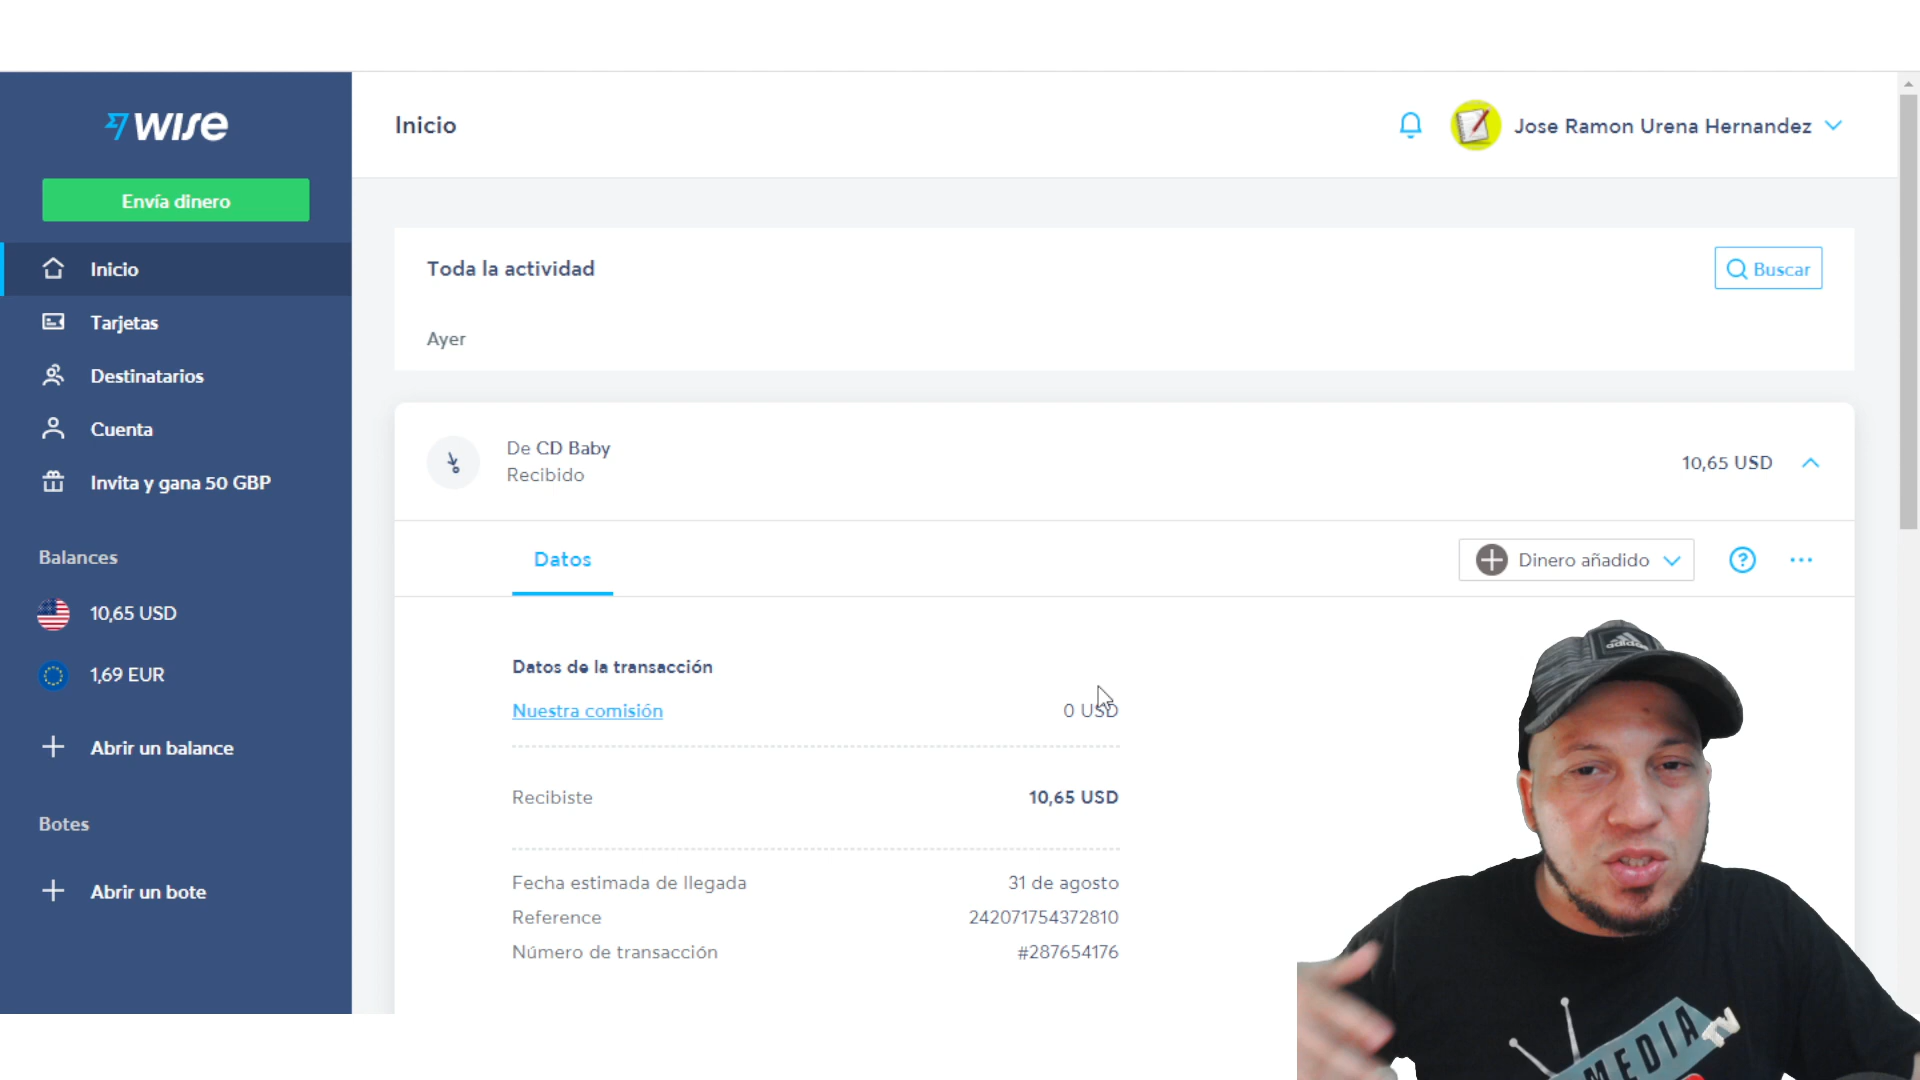 wise
Inicio
Jose Ramon Urena Hernandez
Envía dinero
Inicio
Tarjetas
Destinatarios
Cuenta
Invita y gana 50 GBP
Balances
10,65 USD
1,69 EUR
Abrir un balance
Botes
Abrir un bote
Toda la actividad
Buscar
Ayer
De CD Baby
Recibido
10,65 USD
Datos
Dinero añadido
Datos de la transacción
Nuestra comisión
0 USD
Recibiste
10,65 USD
Fecha estimada de llegada
31 de agosto
Reference
242071754372810
Número de transacción
#287654176
adidas
MEDIA